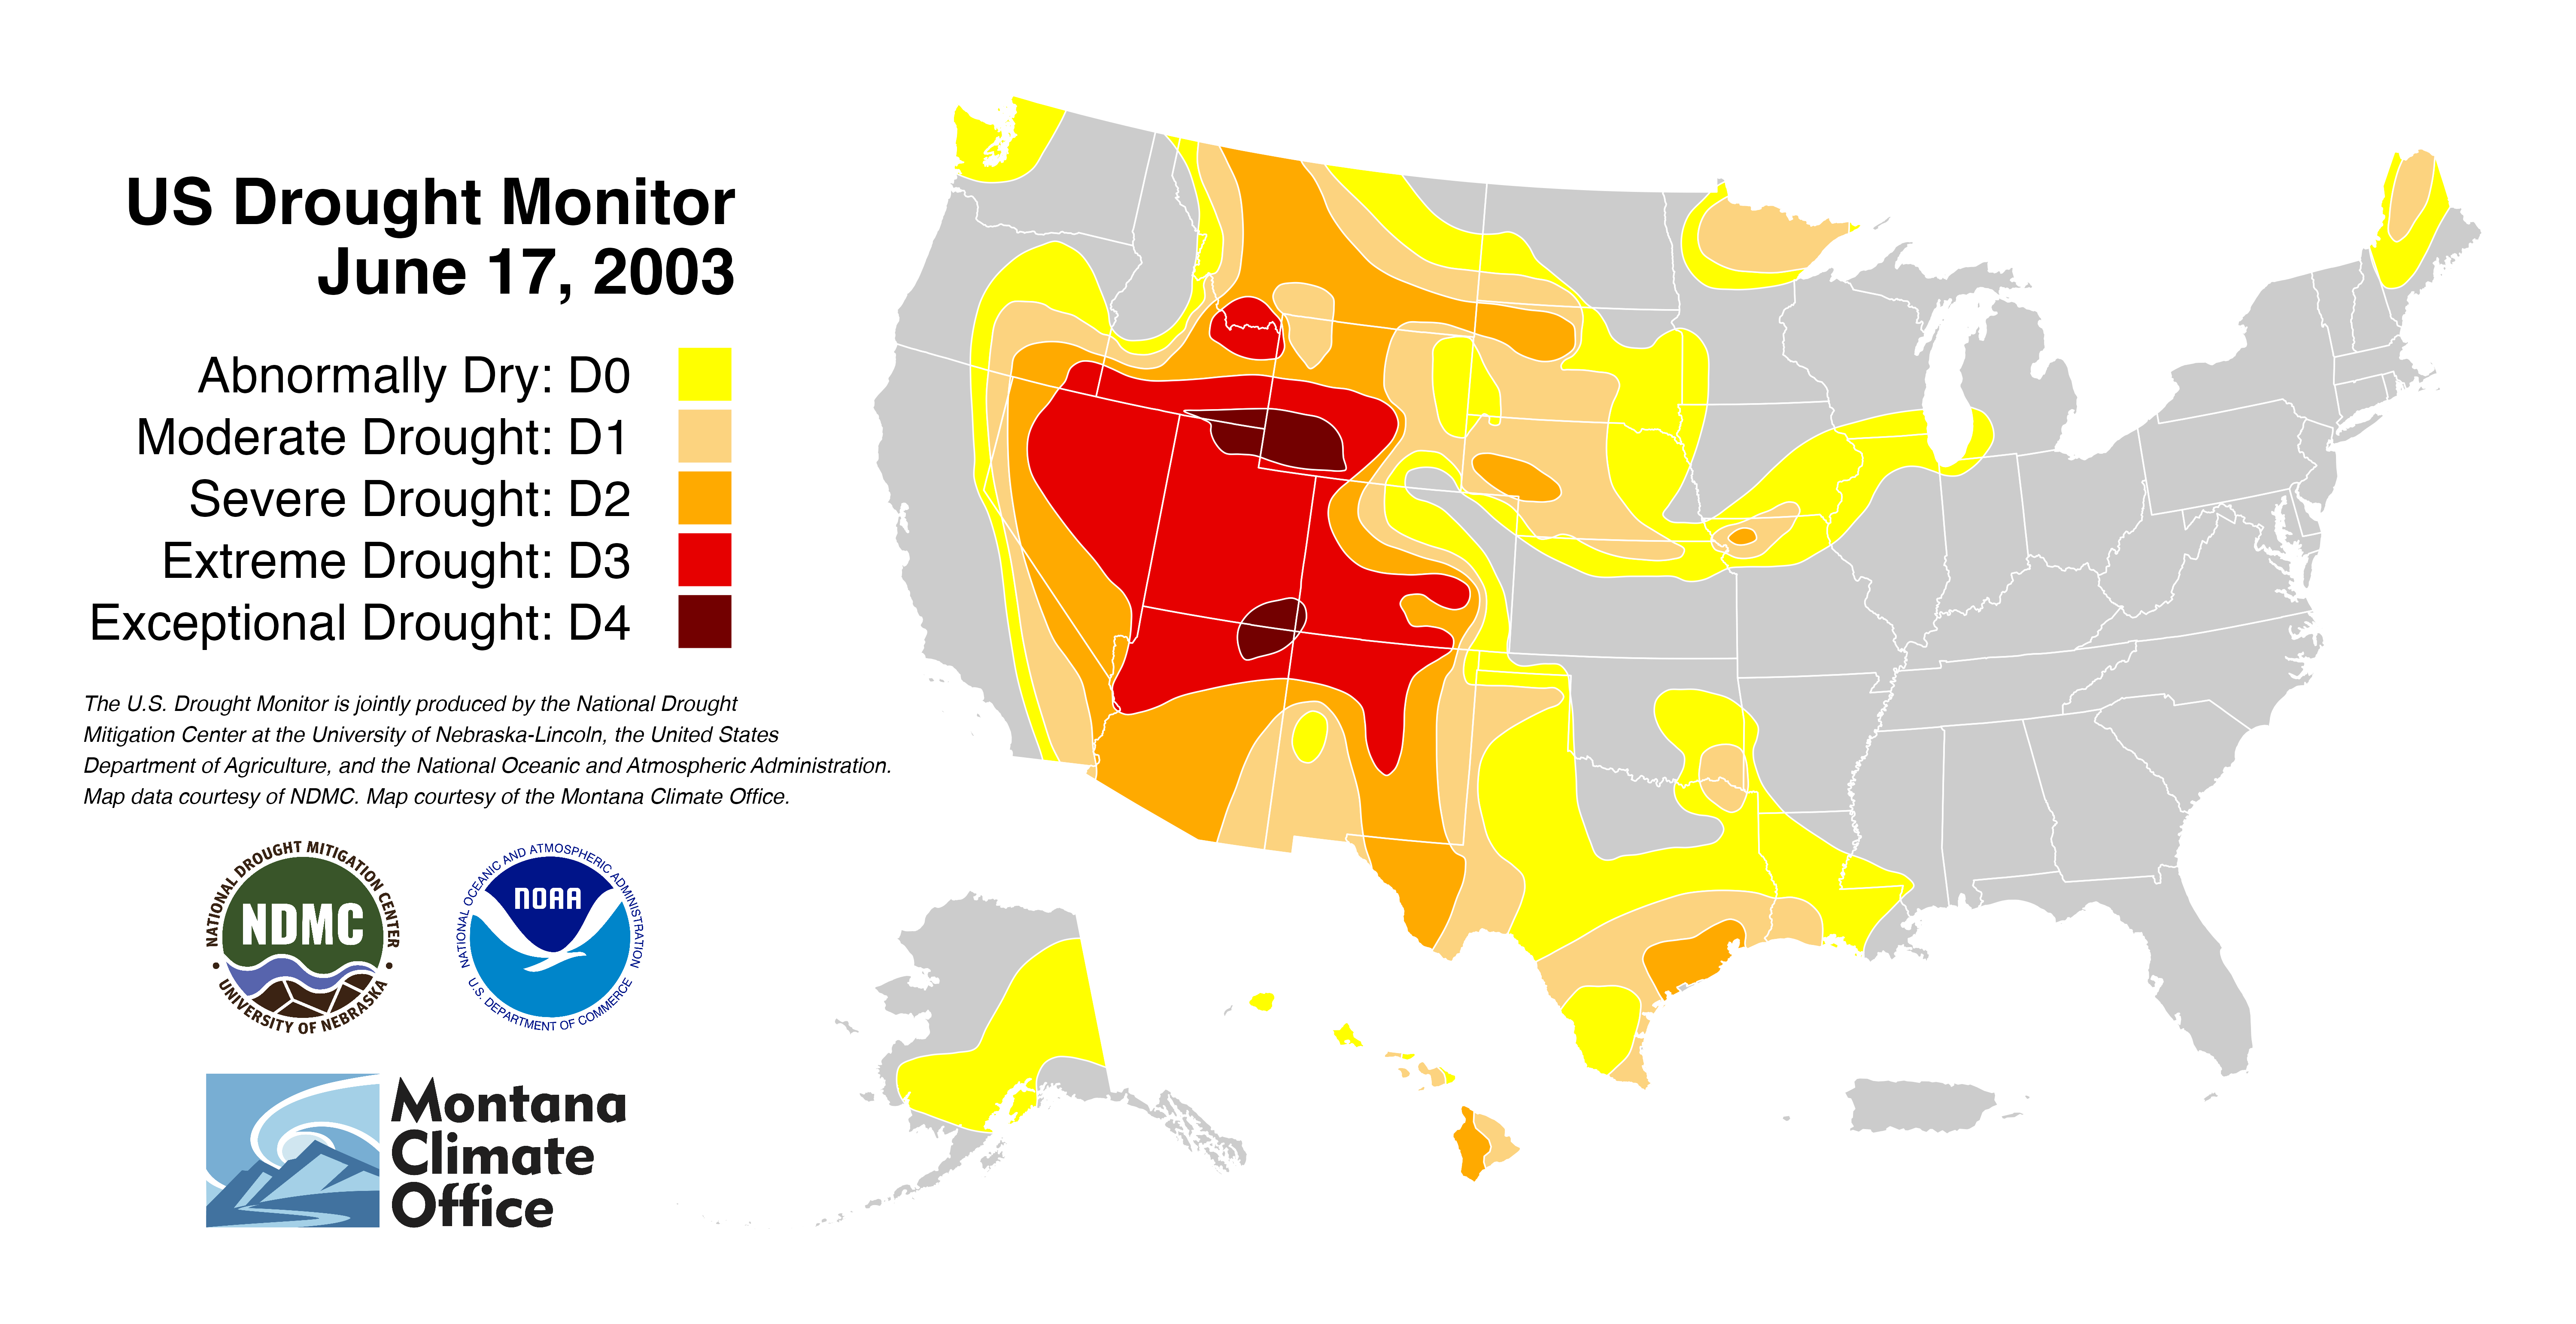 US Drought Monitor
June 17, 2003
Abnormally Dry: D0
Moderate Drought: D1
Severe Drought: D2
Extreme Drought: D3
Exceptional Drought: D4
The U.S. Drought Monitor is jointly produced by the National Drought
Mitigation Center at the University of Nebraska-Lincoln, the United States
Department of Agriculture, and the National Oceanic and Atmospheric Administration.
Map data courtesy of NDMC. Map courtesy of the Montana Climate Office.
NATIONAL DROUGHT MITIGATION CENTER
NDMC
• UNIVERSITY OF NEBRASKA •
NATIONAL OCEANIC AND ATMOSPHERIC ADMINISTRATION
NOAA
U.S. DEPARTMENT OF COMMERCE
Montana
Climate
Office